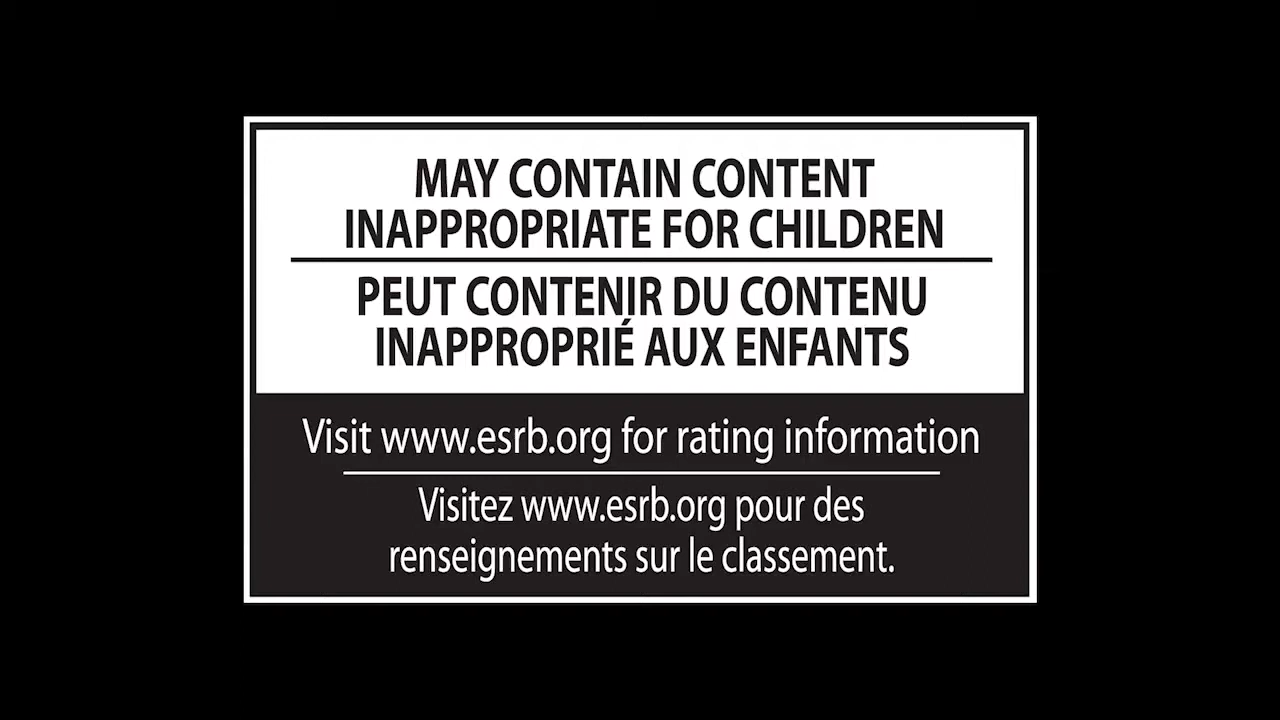 MAY CONTAIN CONTENT
INAPPROPRIATE FOR CHILDREN
PEUT CONTENIR DU CONTENU
INAPPROPRIÉ AUX ENFANTS
Visit www.esrb.org for rating information
Visitez www.esrb.org pour des
renseignements sur le classement.